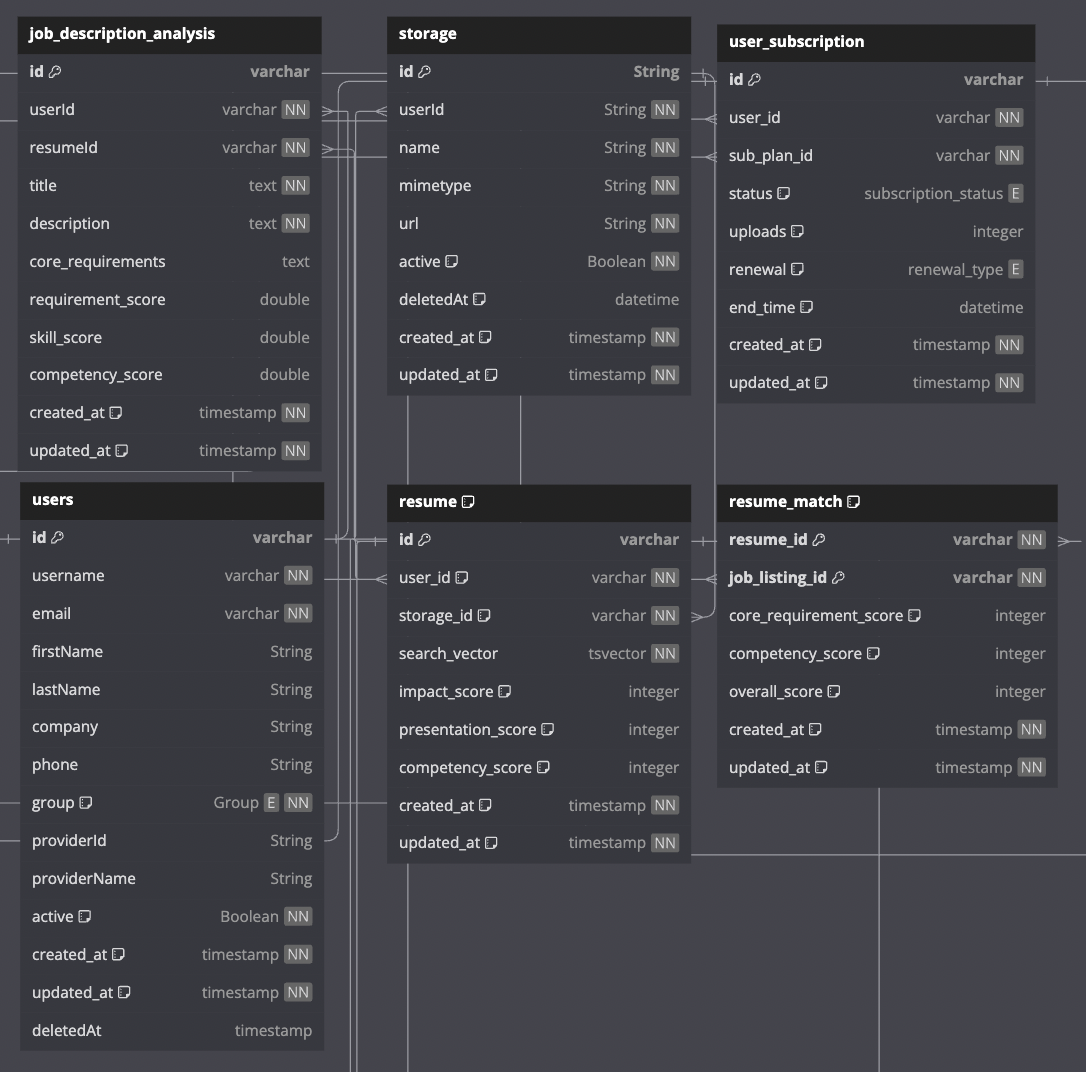 job_description_analysis
id varchar
userId varchar NN
resumeId varchar NN
title text NN
description text NN
core_requirements text
requirement_score double
skill_score double
competency_score double
created_at timestamp NN
updated_at timestamp NN
storage
id String
userId String NN
name String NN
mimetype String NN
url String NN
active Boolean NN
deletedAt datetime
created_at timestamp NN
updated_at timestamp NN
user_subscription
id varchar
user_id varchar NN
sub_plan_id varchar NN
status subscription_status E
uploads integer
renewal renewal_type E
end_time datetime
created_at timestamp NN
updated_at timestamp NN
users
id varchar
username varchar NN
email varchar NN
firstName String
lastName String
company String
phone String
group Group E NN
providerId String
providerName String
active Boolean NN
created_at timestamp NN
updated_at timestamp NN
deletedAt timestamp
resume
id varchar
user_id varchar NN
storage_id varchar NN
search_vector tsvector NN
impact_score integer
presentation_score integer
competency_score integer
created_at timestamp NN
updated_at timestamp NN
resume_match
resume_id varchar NN
job_listing_id varchar NN
core_requirement_score integer
competency_score integer
overall_score integer
created_at timestamp NN
updated_at timestamp NN